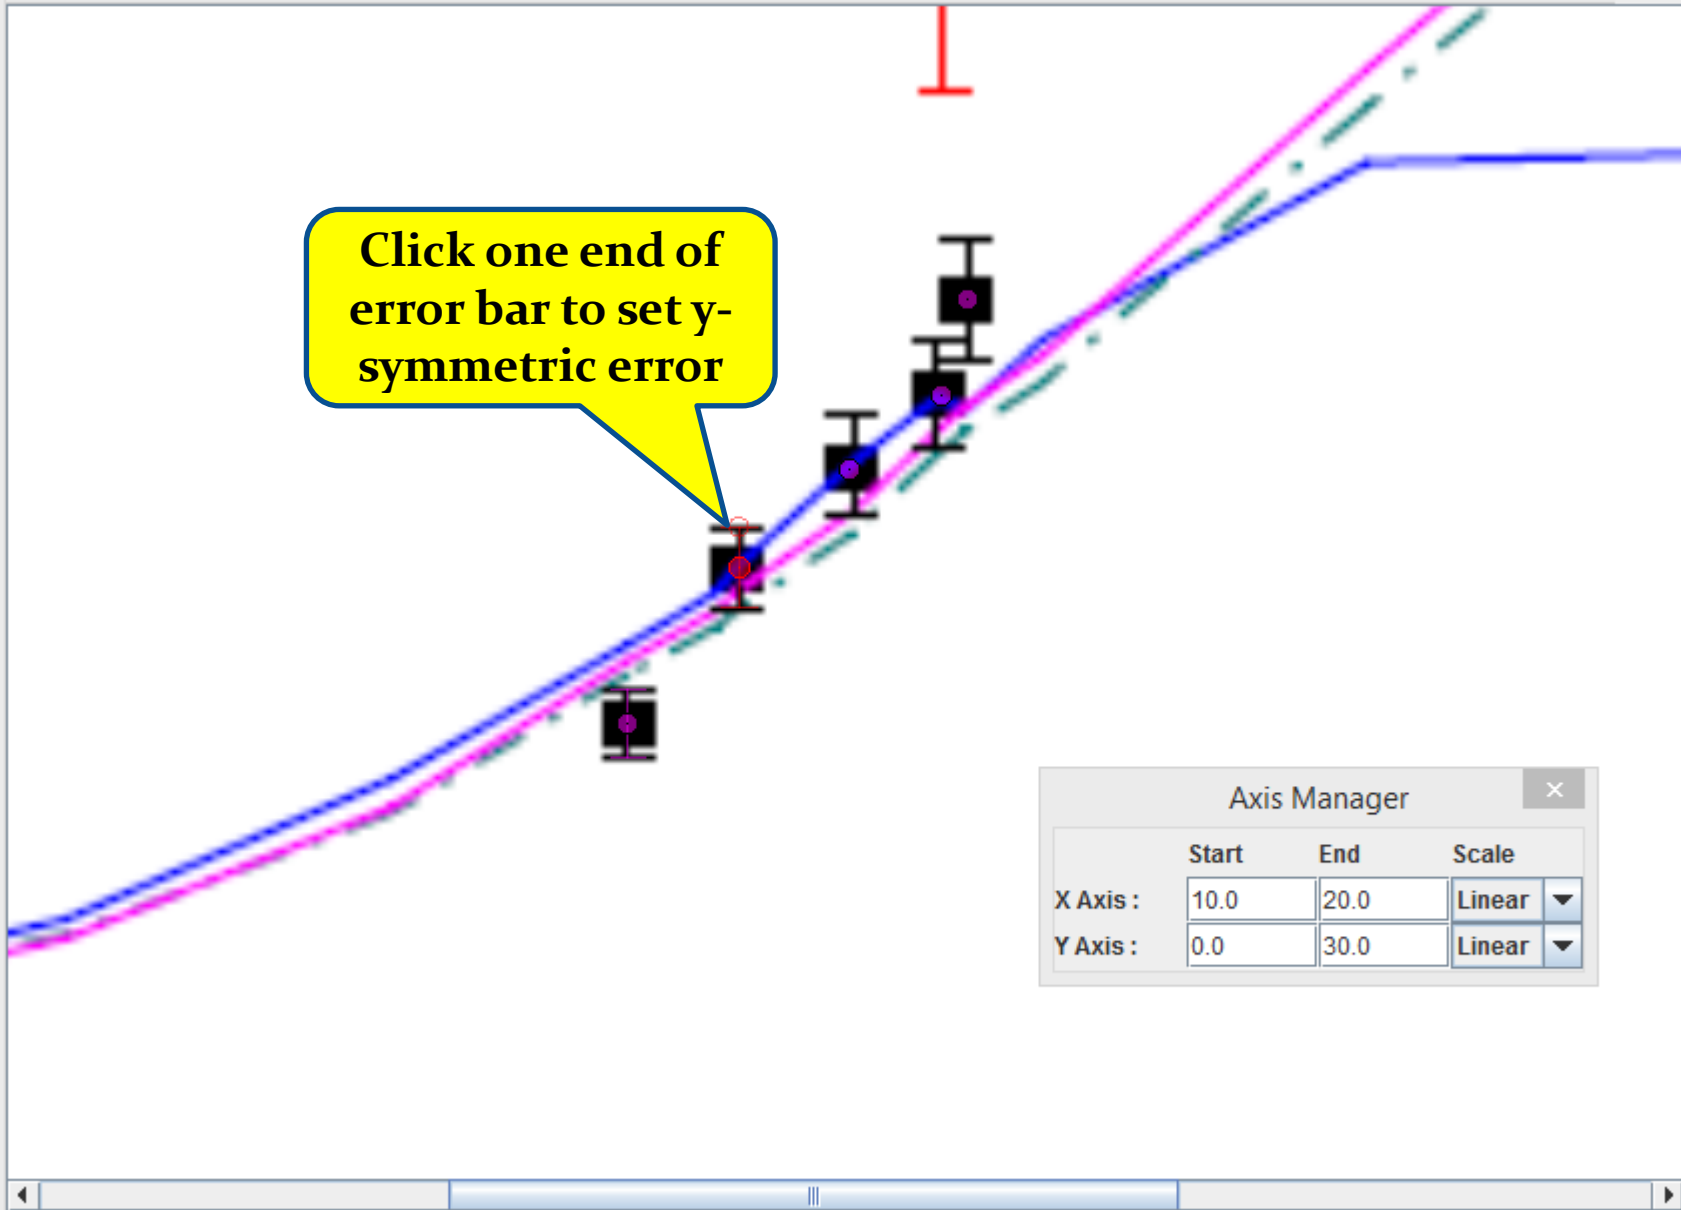 Click one end of
error bar to set y-
symmetric error
Axis Manager
Start End Scale
X Axis : 10.0 20.0 Linear
Y Axis : 0.0 30.0 Linear